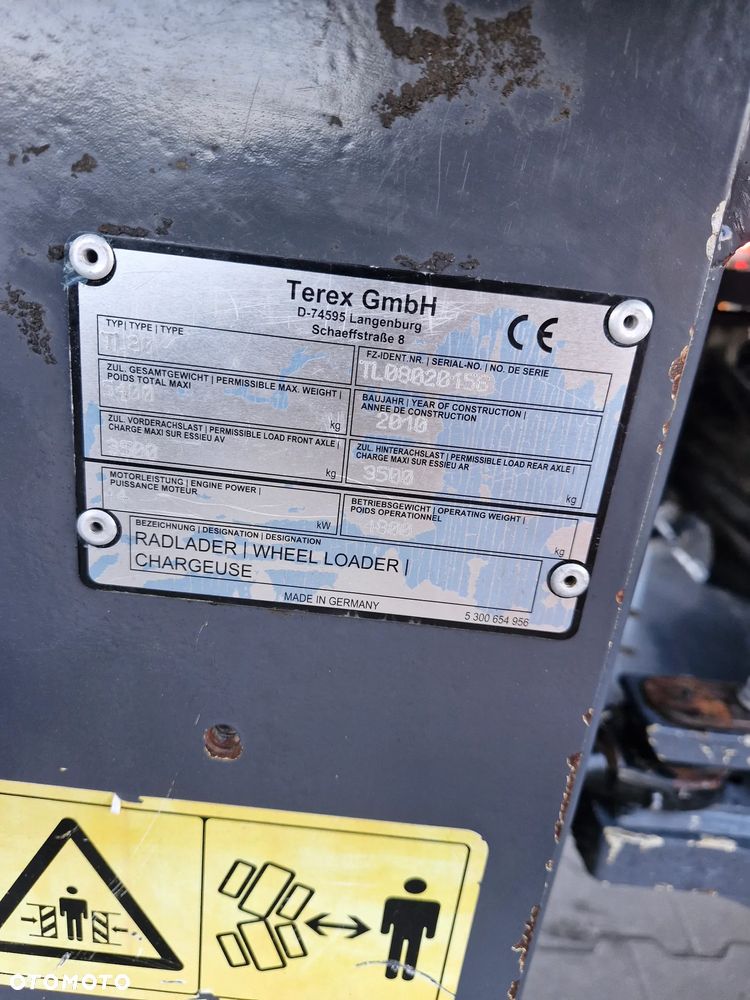 Terex GmbH
D-74595 Langenburg
Schaeffstraße 8
CE
TYP | TYPE | TYPE
TL80
FZ-IDENT.NR. | SERIAL-NO. | NO. DE SERIE
ZUL. GESAMTGEWICHT | PERMISSIBLE MAX. WEIGHT |
POIDS TOTAL MAXI
kg
BAUJAHR | YEAR OF CONSTRUCTION |
ANNEE DE CONSTRUCTION
2010
ZUL. VORDERACHSLAST | PERMISSIBLE LOAD FRONT AXLE |
CHARGE MAXI SUR ESSIEU AV
3500
kg
ZUL. HINTERACHSLAST | PERMISSIBLE LOAD REAR AXLE |
CHARGE MAXI SUR ESSIEU AR
3500
kg
MOTORLEISTUNG | ENGINE POWER |
PUISSANCE MOTEUR
kW
BETRIEBSGEWICHT | OPERATING WEIGHT |
POIDS OPERATIONNEL
4800
kg
BEZEICHNUNG | DESIGNATION | DESIGNATION
RADLADER | WHEEL LOADER |
CHARGEUSE
MADE IN GERMANY
5 300 654 956
OTOMOTO